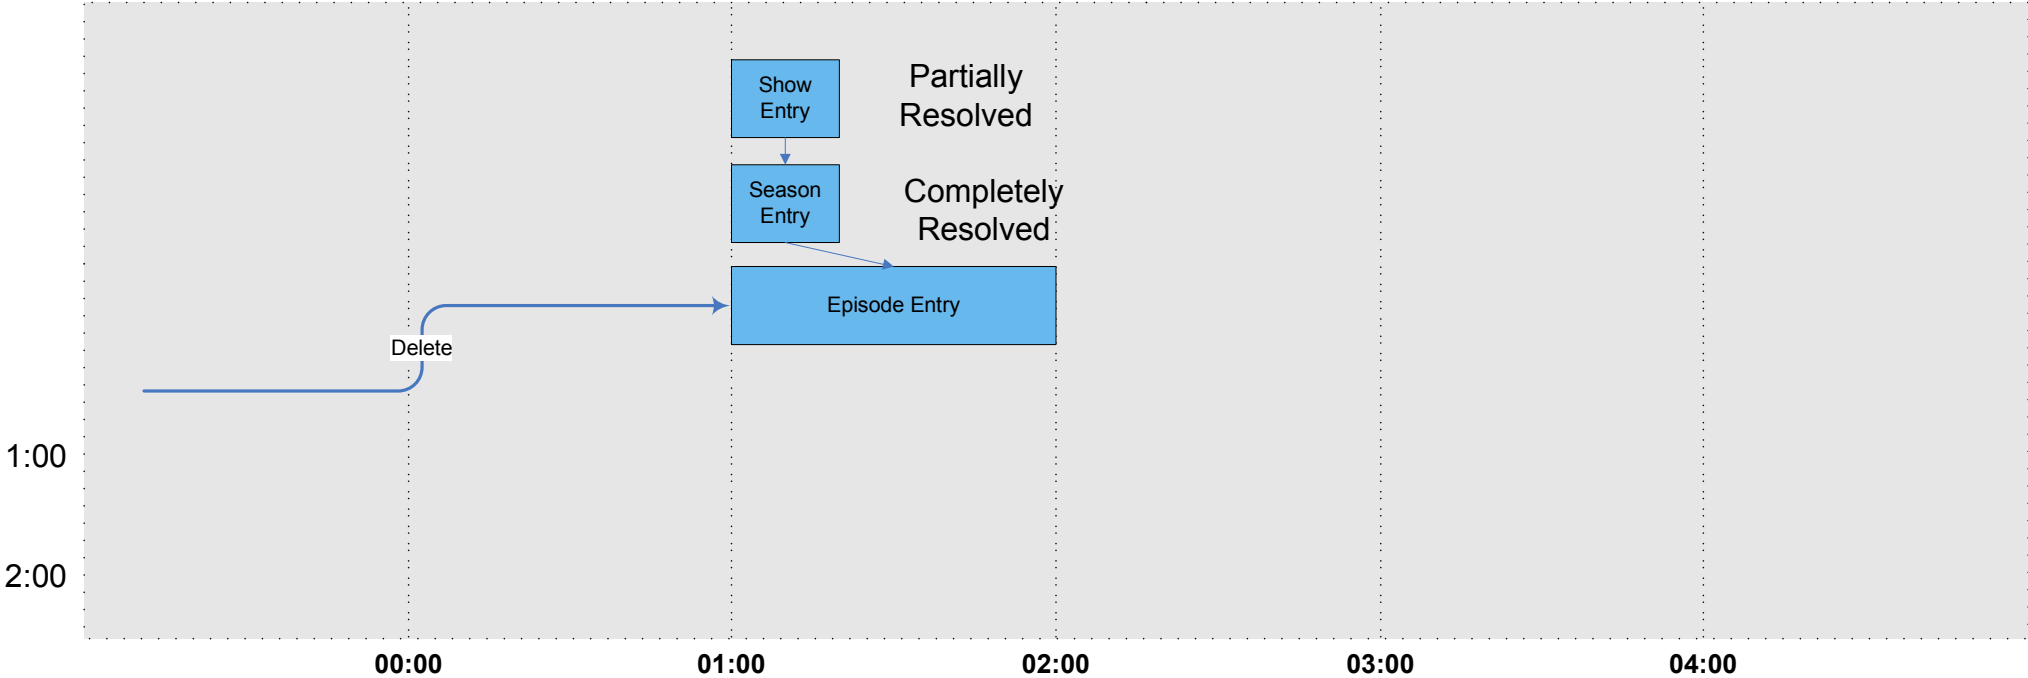 Show
Entry
Partially
Resolved
Season
Entry
Completely
Resolved
Episode Entry
Delete
1:00
2:00
00:00
01:00
02:00
03:00
04:00